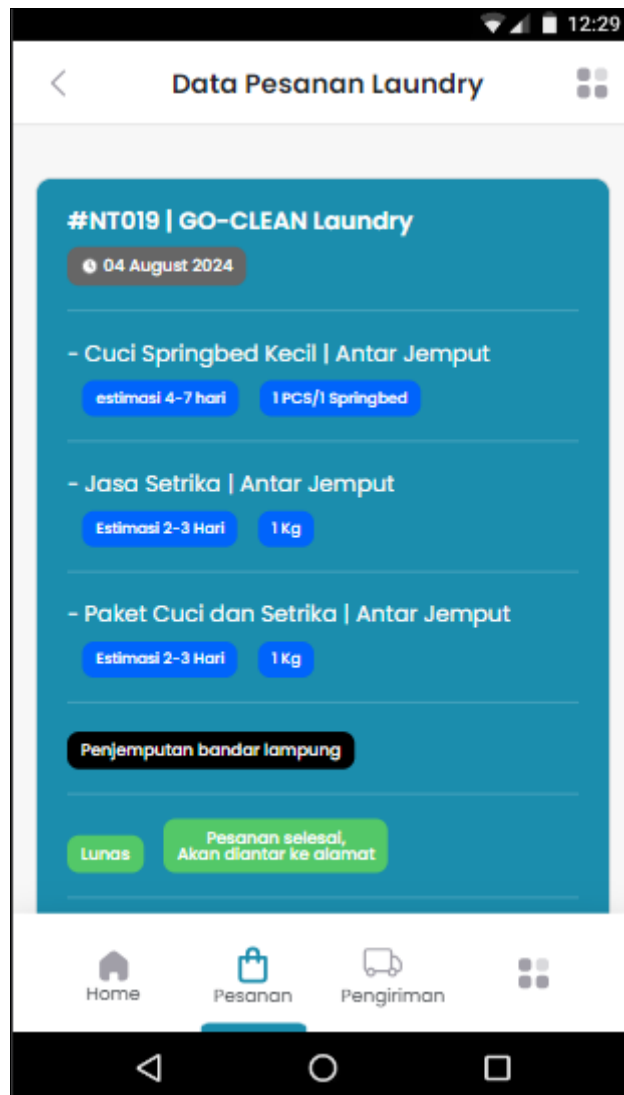 12:29
Data Pesanan Laundry
#NT019 | GO-CLEAN Laundry
04 August 2024
- Cuci Springbed Kecil | Antar Jemput
estimasi 4-7 hari 1 PCS/1 Springbed
- Jasa Setrika | Antar Jemput
Estimasi 2-3 Hari 1 Kg
- Paket Cuci dan Setrika | Antar Jemput
Estimasi 2-3 Hari 1 Kg
Penjemputan bandar lampung
Lunas
Pesanan selesai,
Akan diantar ke alamat
Home Pesanan Pengiriman